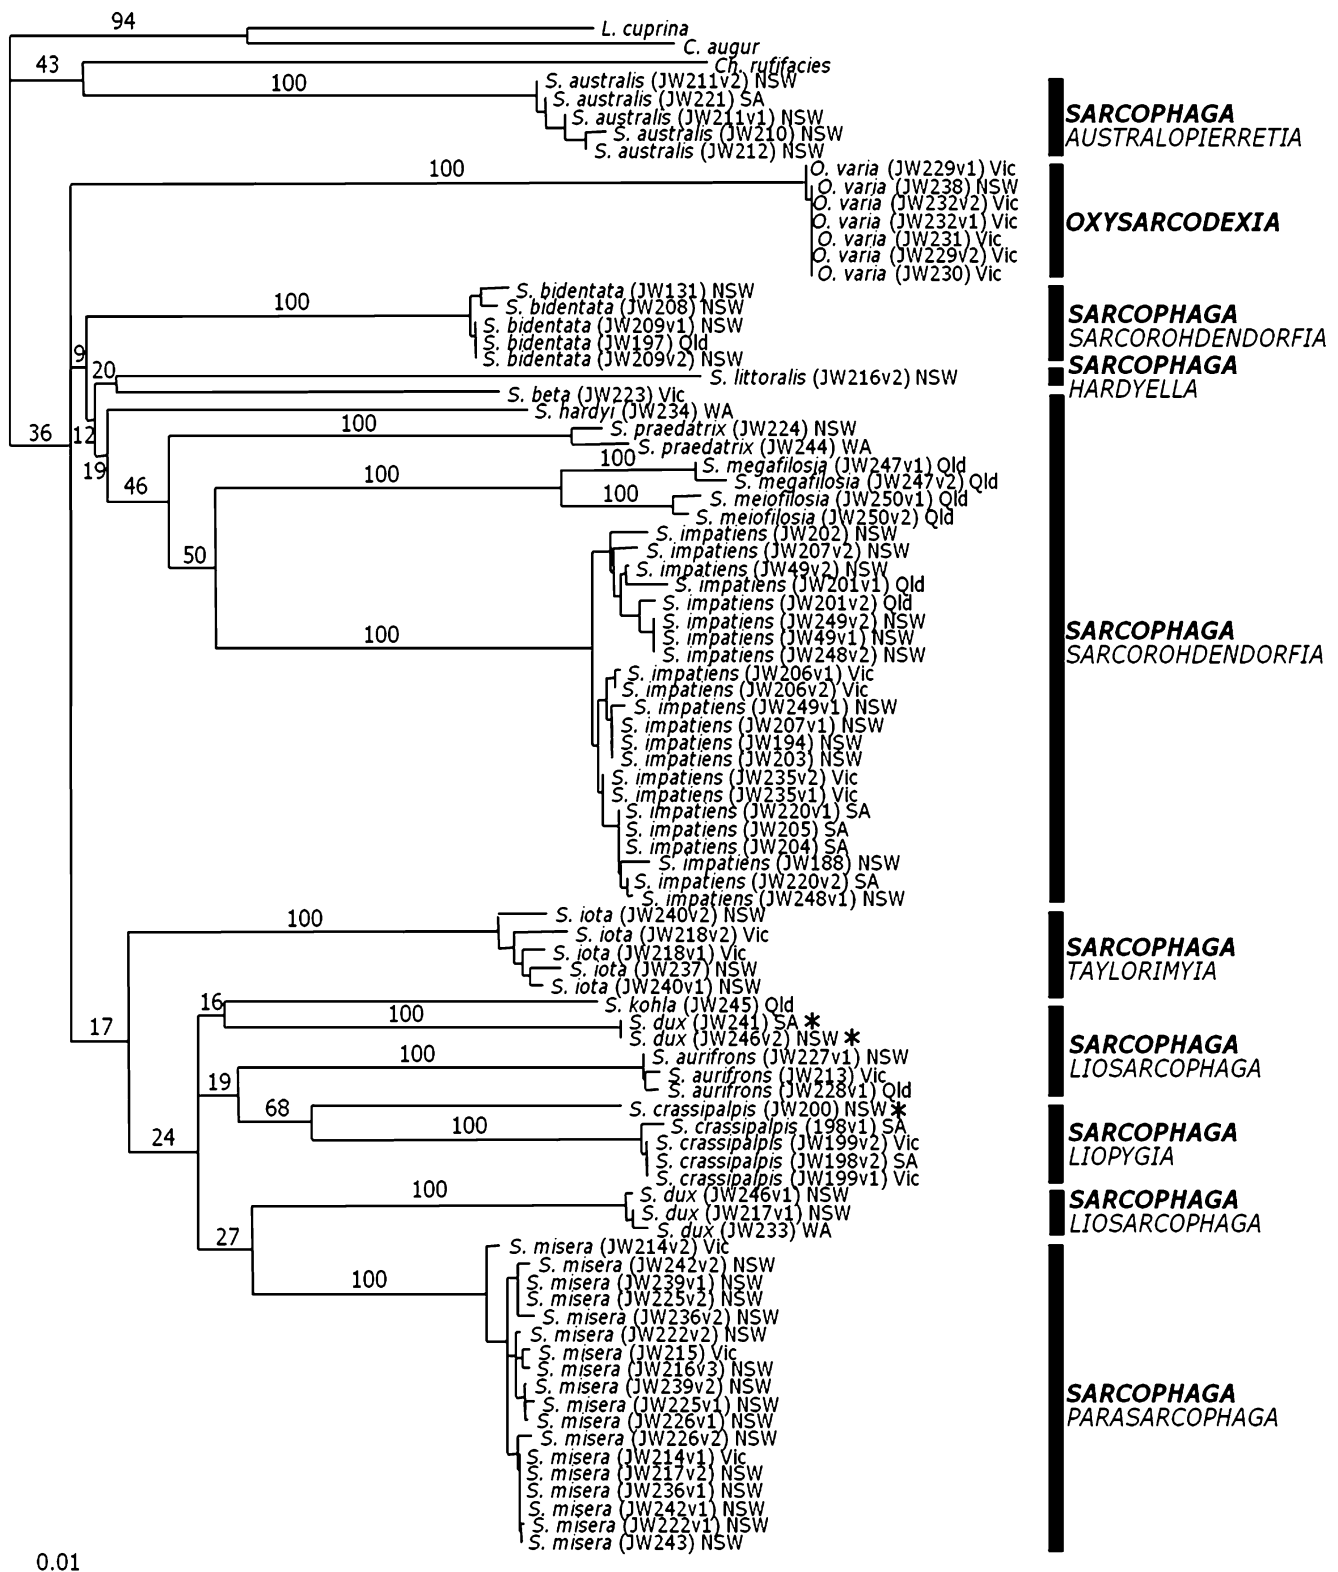 94
L. cuprina
C. augur
43
Ch. rufifacies
100
S. australis (JW211v2) NSW
S. australis (JW221) SA
S. australis (JW211v1) NSW
S. australis (JW210) NSW
S. australis (JW212) NSW
SARCOPHAGA
AUSTRALOPIERRETIA
100
O. varia (JW229v1) Vic
O. varia (JW238) NSW
O. varia (JW232v2) Vic
O. varia (JW232v1) Vic
O. varia (JW231) Vic
O. varia (JW229v2) Vic
O. varia (JW230) Vic
OXYSARCODEXIA
100
S. bidentata (JW131) NSW
S. bidentata (JW208) NSW
S. bidentata (JW209v1) NSW
S. bidentata (JW197) Qld
S. bidentata (JW209v2) NSW
SARCOPHAGA
SARCOROHDENDORFIA
9
20
S. littoralis (JW216v2) NSW
S. beta (JW223) Vic
SARCOPHAGA
HARDYELLA
36
12
19
S. hardyi (JW234) WA
100
S. praedatrix (JW224) NSW
S. praedatrix (JW244) WA
46
100
100
S. megafilosia (JW247v1) Qld
S. megafilosia (JW247v2) Qld
100
S. meiofilosia (JW250v1) Qld
S. meiofilosia (JW250v2) Qld
50
100
S. impatiens (JW202) NSW
S. impatiens (JW207v2) NSW
S. impatiens (JW49v2) NSW
S. impatiens (JW201v1) Qld
S. impatiens (JW201v2) Qld
S. impatiens (JW249v2) NSW
S. impatiens (JW49v1) NSW
S. impatiens (JW248v2) NSW
S. impatiens (JW206v1) Vic
S. impatiens (JW206v2) Vic
S. impatiens (JW249v1) NSW
S. impatiens (JW207v1) NSW
S. impatiens (JW194) NSW
S. impatiens (JW203) NSW
S. impatiens (JW235v2) Vic
S. impatiens (JW235v1) Vic
S. impatiens (JW220v1) SA
S. impatiens (JW205) SA
S. impatiens (JW204) SA
S. impatiens (JW188) NSW
S. impatiens (JW220v2) SA
S. impatiens (JW248v1) NSW
SARCOPHAGA
SARCOROHDENDORFIA
100
S. iota (JW240v2) NSW
S. iota (JW218v2) Vic
S. iota (JW218v1) Vic
S. iota (JW237) NSW
S. iota (JW240v1) NSW
SARCOPHAGA
TAYLORIMYIA
17
16
S. kohla (JW245) Qld
100
S. dux (JW241) SA *
S. dux (JW246v2) NSW *
100
S. aurifrons (JW227v1) NSW
S. aurifrons (JW213) Vic
S. aurifrons (JW228v1) Qld
SARCOPHAGA
LIOSARCOPHAGA
19
24
68
S. crassipalpis (JW200) NSW *
100
S. crassipalpis (198v1) SA
S. crassipalpis (JW199v2) Vic
S. crassipalpis (JW198v2) SA
S. crassipalpis (JW199v1) Vic
SARCOPHAGA
LIOPYGIA
100
S. dux (JW246v1) NSW
S. dux (JW217v1) NSW
S. dux (JW233) WA
SARCOPHAGA
LIOSARCOPHAGA
27
100
S. misera (JW214v2) Vic
S. misera (JW242v2) NSW
S. misera (JW239v1) NSW
S. misera (JW225v2) NSW
S. misera (JW236v2) NSW
S. misera (JW222v2) NSW
S. misera (JW215) Vic
S. misera (JW216v3) NSW
S. misera (JW239v2) NSW
S. misera (JW225v1) NSW
S. misera (JW226v1) NSW
S. misera (JW226v2) NSW
S. misera (JW214v1) Vic
S. misera (JW217v2) NSW
S. misera (JW236v1) NSW
S. misera (JW242v1) NSW
S. misera (JW222v1) NSW
S. misera (JW243) NSW
SARCOPHAGA
PARASARCOPHAGA
0.01